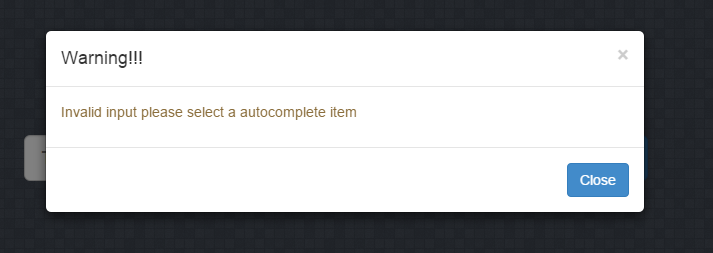 Warning!!!
×
Invalid input please select a autocomplete item
Close